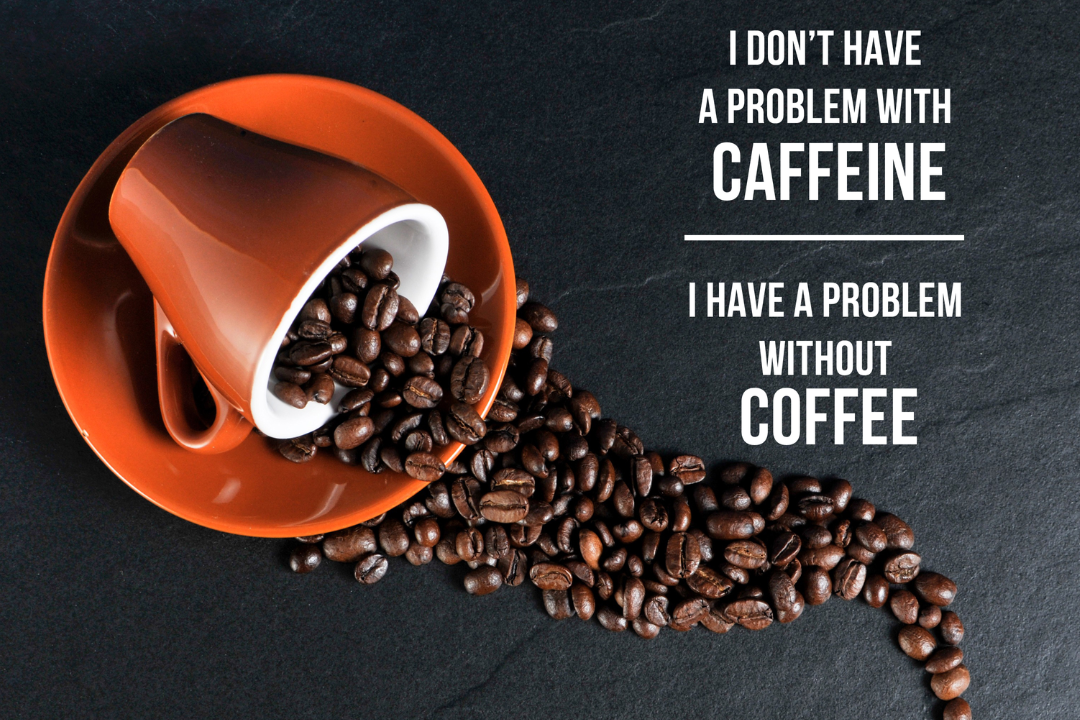 I DON’T HAVE
A PROBLEM WITH
CAFFEINE
I HAVE A PROBLEM
WITHOUT
COFFEE